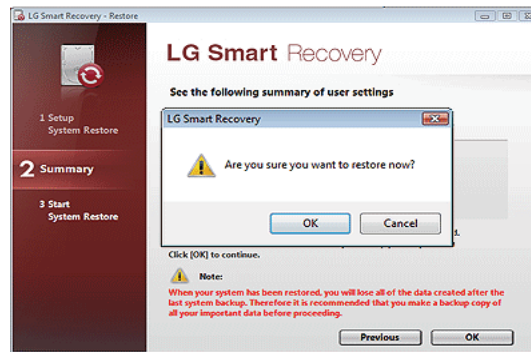 LG Smart Recovery - Restore
LG Smart Recovery
See the following summary of user settings
1 Setup
System Restore
2 Summary
3 Start
System Restore
LG Smart Recovery
Are you sure you want to restore now?
OK Cancel
d.
Click [OK] to continue.
Note:
When your system has been restored, you will lose all of the data created after the
last system backup. Therefore it is recommended that you make a backup copy of
all your important data before proceeding.
Previous OK